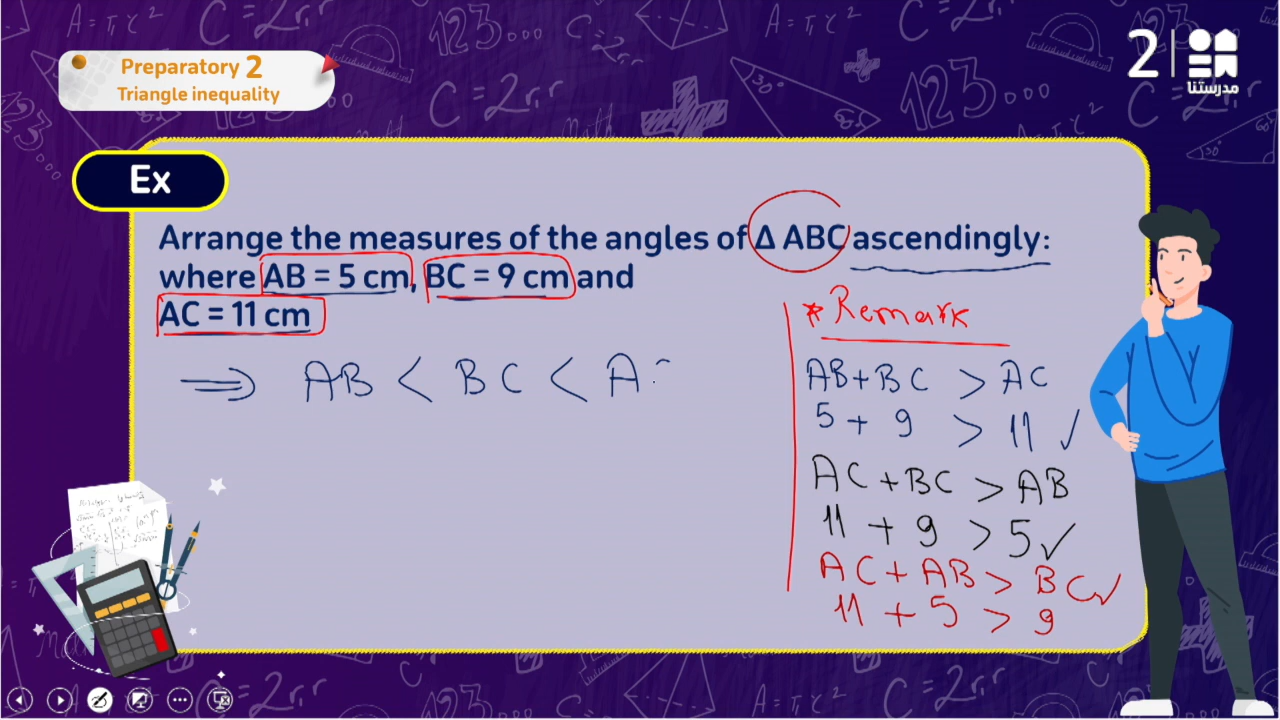 Preparatory 2
Triangle inequality
2
مدرستنا
Ex
Arrange the measures of the angles of Δ ABC ascendingly:
where AB = 5 cm, BC = 9 cm and
AC = 11 cm
⇒ AB < BC < A
* Remark
AB + BC > AC
5 + 9 > 11 ✓
AC + BC > AB
11 + 9 > 5 ✓
AC + AB > BC ✓
11 + 5 > 9